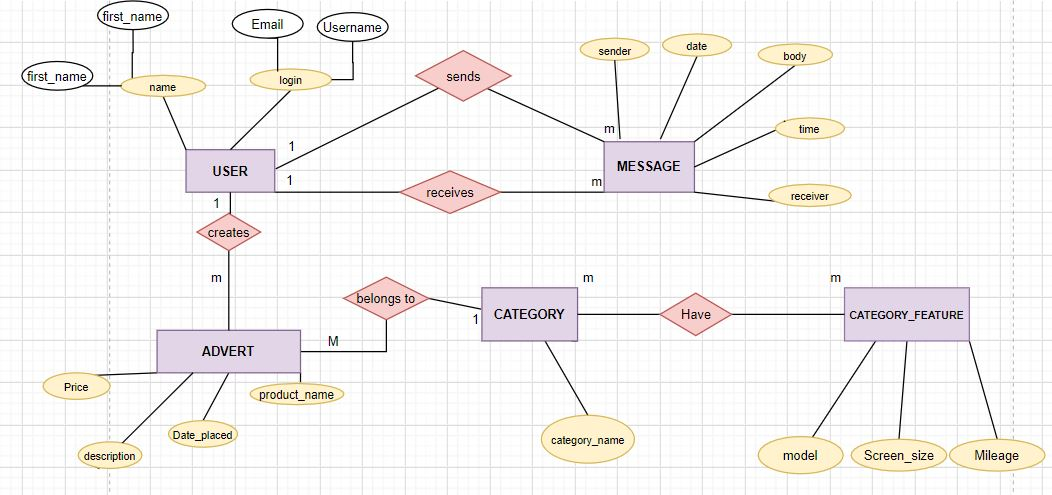 first_name
Email
Username
first_name
name
login
sends
sender
date
body
time
receiver
USER
1
1
1
m
m
MESSAGE
receives
creates
m
belongs to
M
1
CATEGORY
m
Have
m
CATEGORY_FEATURE
ADVERT
Price
description
Date_placed
product_name
category_name
model
Screen_size
Mileage